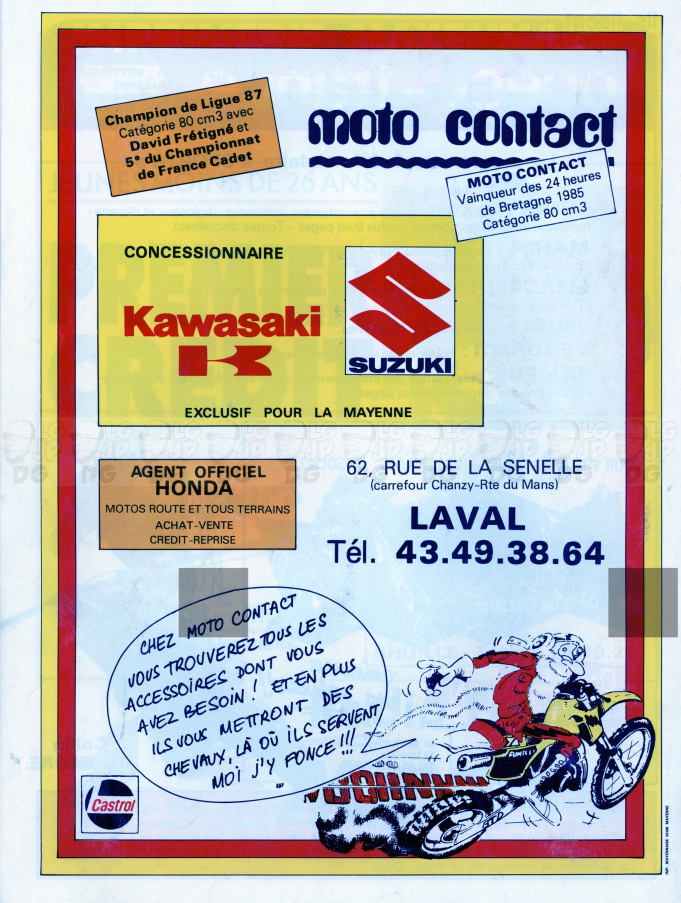 Champion de Ligue 87
Catégorie 80 cm3 avec
David Frétigné et
5e du Championnat
de France Cadet
moto contact
MOTO CONTACT
Vainqueur des 24 heures
de Bretagne 1985
Catégorie 80 cm3
CONCESSIONNAIRE
Kawasaki
SUZUKI
EXCLUSIF POUR LA MAYENNE
AGENT OFFICIEL
HONDA
MOTOS ROUTE ET TOUS TERRAINS
ACHAT-VENTE
CREDIT-REPRISE
62, RUE DE LA SENELLE
(carrefour Chanzy-Rte du Mans)
LAVAL
Tél. 43.49.38.64
CHEZ MOTO CONTACT
VOUS TROUVEREZ TOUS LES
ACCESSOIRES DONT VOUS
AVEZ BESOIN ! ET EN PLUS
ILS VOUS METTRONT DES
CHEVAUX, LÀ OÙ ILS SERVENT
MOI J'Y FONCE !!!
...
Castrol
LGJP
DG